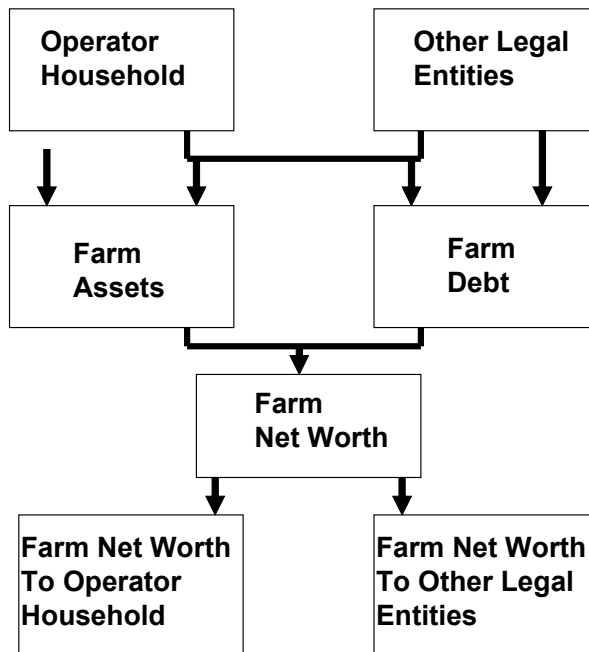 Operator
Household
Other Legal
Entities
Farm
Assets
Farm
Debt
Farm
Net Worth
Farm Net Worth
To Operator
Household
Farm Net Worth
To Other Legal
Entities